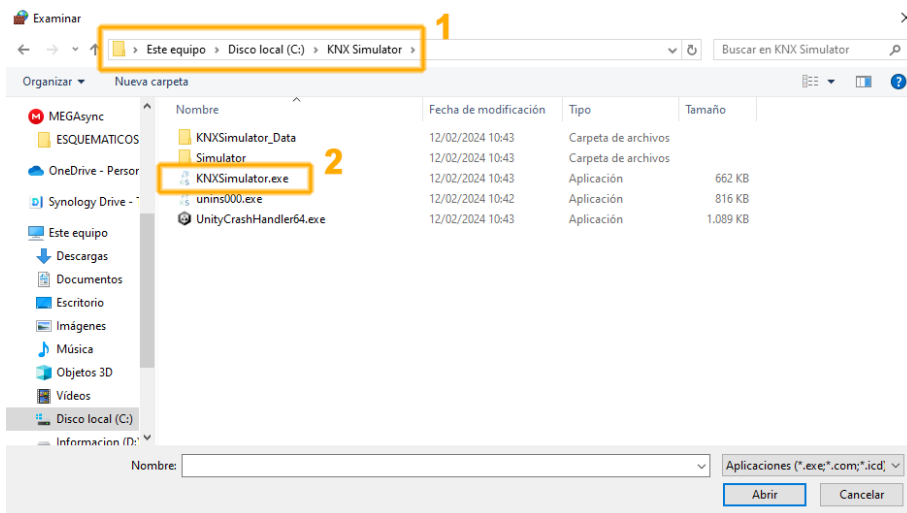 Examinar
1
Este equipo > Disco local (C:) > KNX Simulator >
Buscar en KNX Simulator
Organizar
Nueva carpeta
Nombre
Fecha de modificación
Tipo
Tamaño
MEGAsync
ESQUEMATICOS
OneDrive - Person
Synology Drive -
Este equipo
Descargas
Documentos
Escritorio
Imágenes
Música
Objetos 3D
Vídeos
Disco local (C:)
Informacion (D:)
KNXSimulator_Data 12/02/2024 10:43 Carpeta de archivos
Simulator 12/02/2024 10:43 Carpeta de archivos
2
KNXSimulator.exe 12/02/2024 10:43 Aplicación 662 KB
unins000.exe 12/02/2024 10:42 Aplicación 816 KB
UnityCrashHandler64.exe 12/02/2024 10:43 Aplicación 1.089 KB
Nombre:
Aplicaciones (*.exe;*.com;*.icd)
Abrir
Cancelar